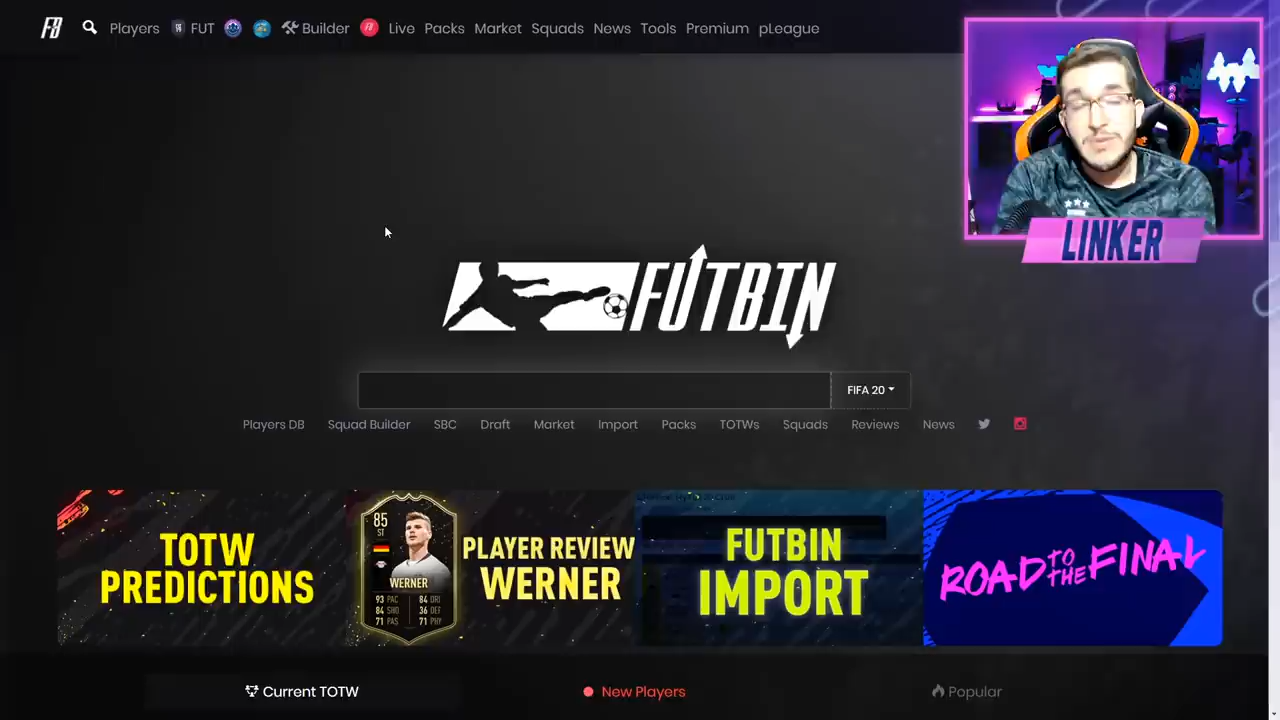 FB Players FUT Builder Live Packs Market Squads News Tools Premium pLeague
LINKER
FUTBIN
FIFA 20
Players DB Squad Builder SBC Draft Market Import Packs TOTWs Squads Reviews News
TOTW
PREDICTIONS
85
ST
WERNER
93 PAC 84 DRI
84 SHO 36 DEF
71 PAS 71 PHY
PLAYER REVIEW
WERNER
FUTBIN
IMPORT
ROAD TO THE FINAL
Current TOTW New Players Popular